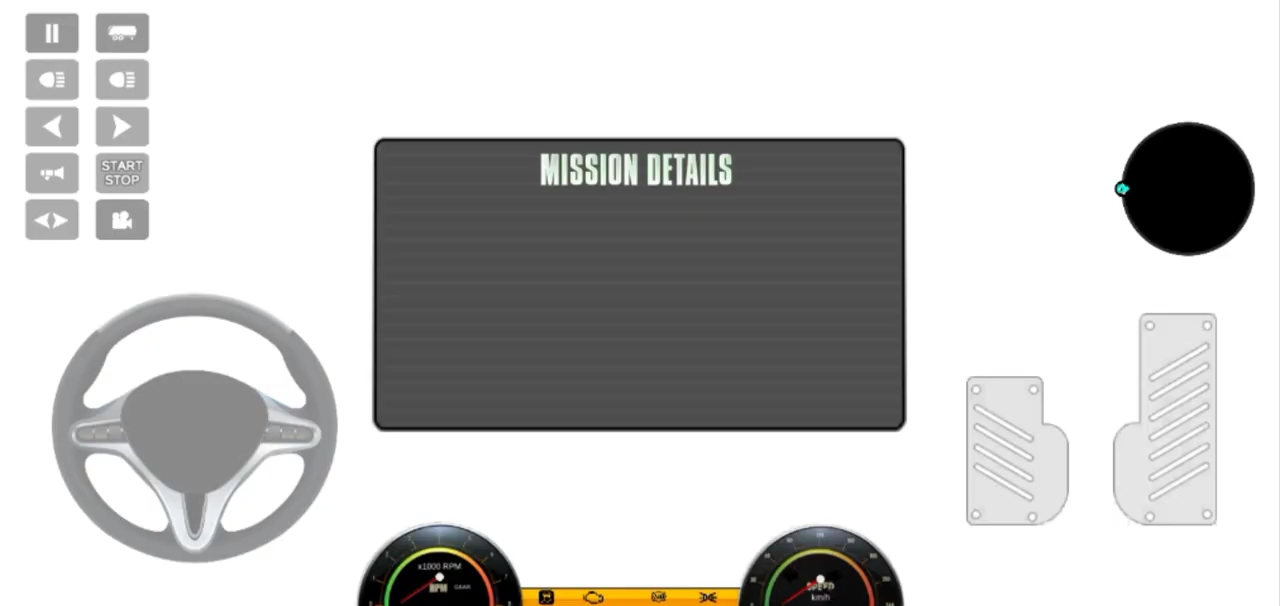 START
STOP
MISSION DETAILS
x1000 RPM
RPM
GEAR
SPEED
km/h